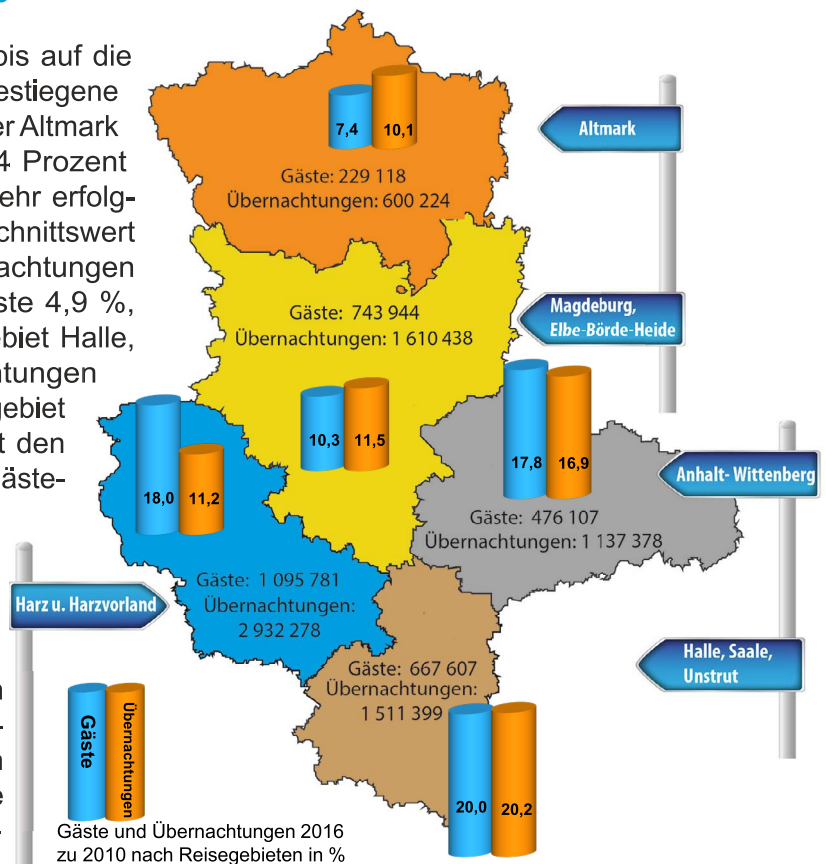 bis auf die
estiegene
er Altmark
4 Prozent
ehr erfolg-
chnittswert
achtungen
ste 4,9 %,
ebiet Halle,
tungen
gebiet
t den
äste-
7,4 10,1
Gäste: 229 118
Übernachtungen: 600 224
Altmark
Gäste: 743 944
Übernachtungen: 1 610 438
10,3 11,5
Magdeburg,
Elbe-Börde-Heide
17,8 16,9
Gäste: 476 107
Übernachtungen: 1 137 378
Anhalt- Wittenberg
18,0 11,2
Gäste: 1 095 781
Übernachtungen:
2 932 278
Harz u. Harzvorland
Gäste: 667 607
Übernachtungen:
1 511 399
20,0 20,2
Halle, Saale,
Unstrut
Gäste
Übernachtungen
Gäste und Übernachtungen 2016
zu 2010 nach Reisegebieten in %